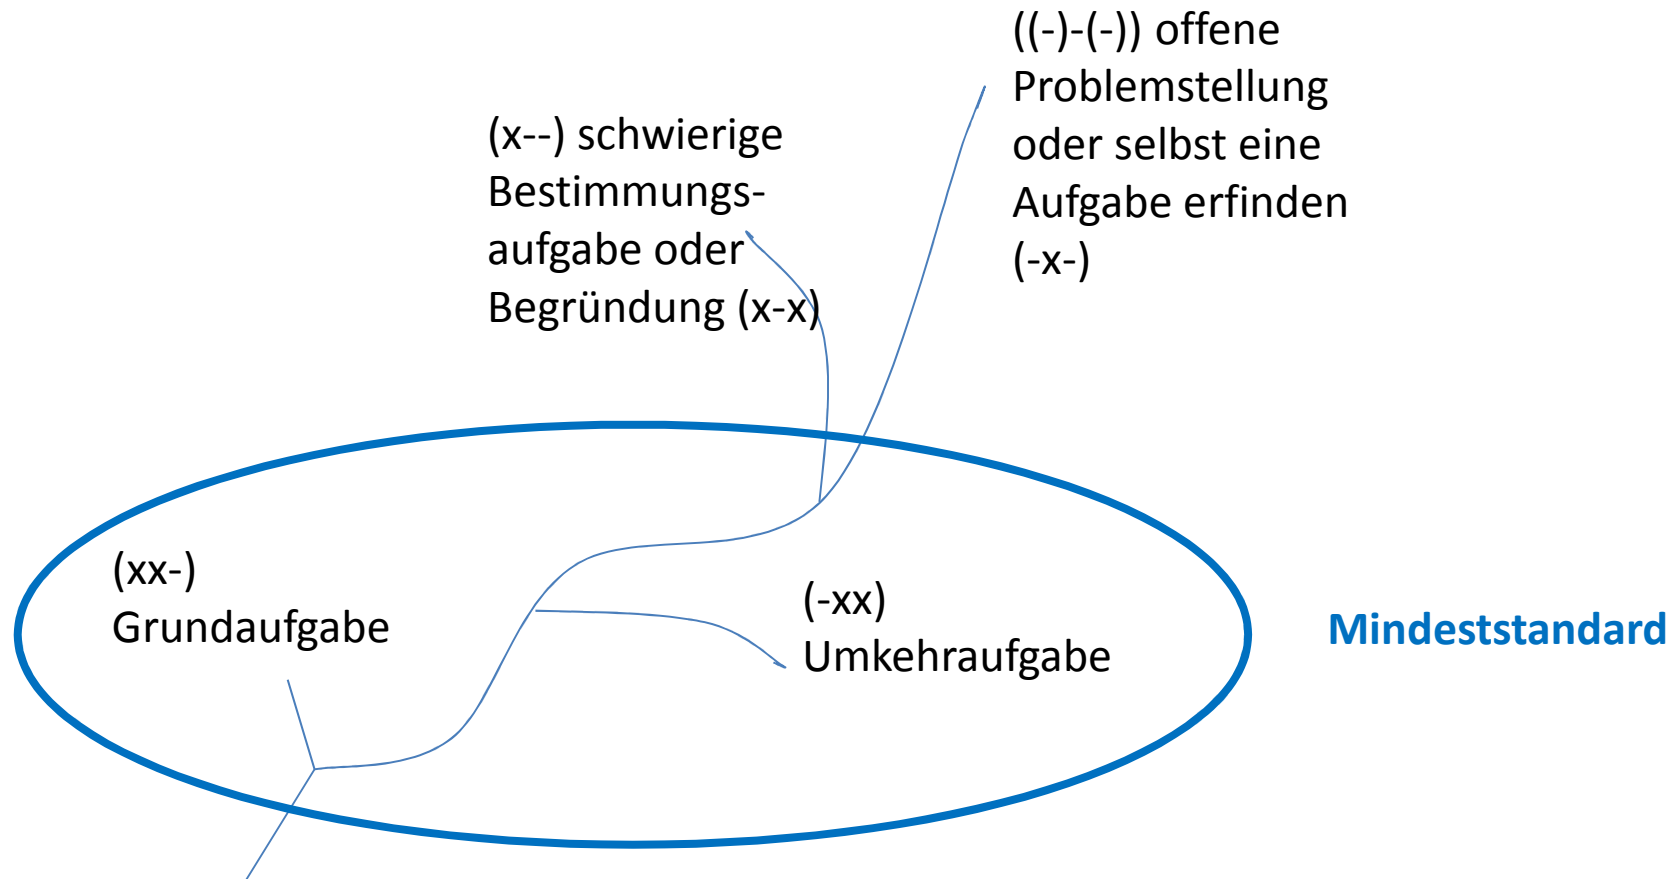 ((-)-(-)) offene
Problemstellung
oder selbst eine
Aufgabe erfinden
(-x-)
(x--) schwierige
Bestimmungs-
aufgabe oder
Begründung (x-x)
(xx-)
Grundaufgabe
(-xx)
Umkehraufgabe
Mindeststandard